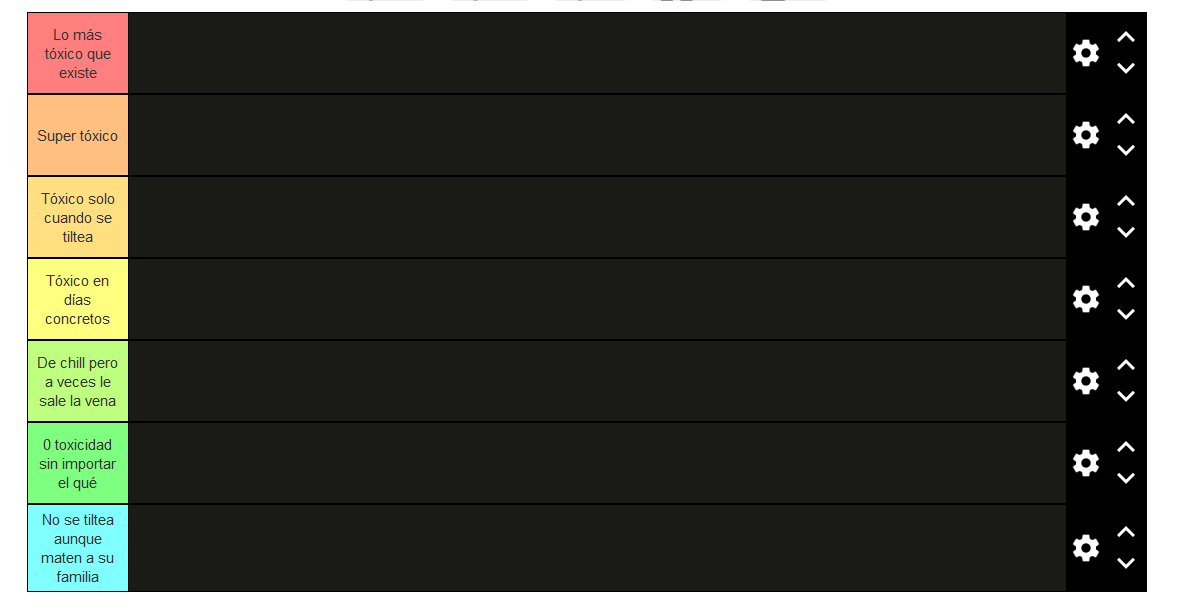 Lo más
tóxico que
existe
Super tóxico
Tóxico solo
cuando se
tiltea
Tóxico en
días
concretos
De chill pero
a veces le
sale la vena
0 toxicidad
sin importar
el qué
No se tiltea
aunque
maten a su
familia